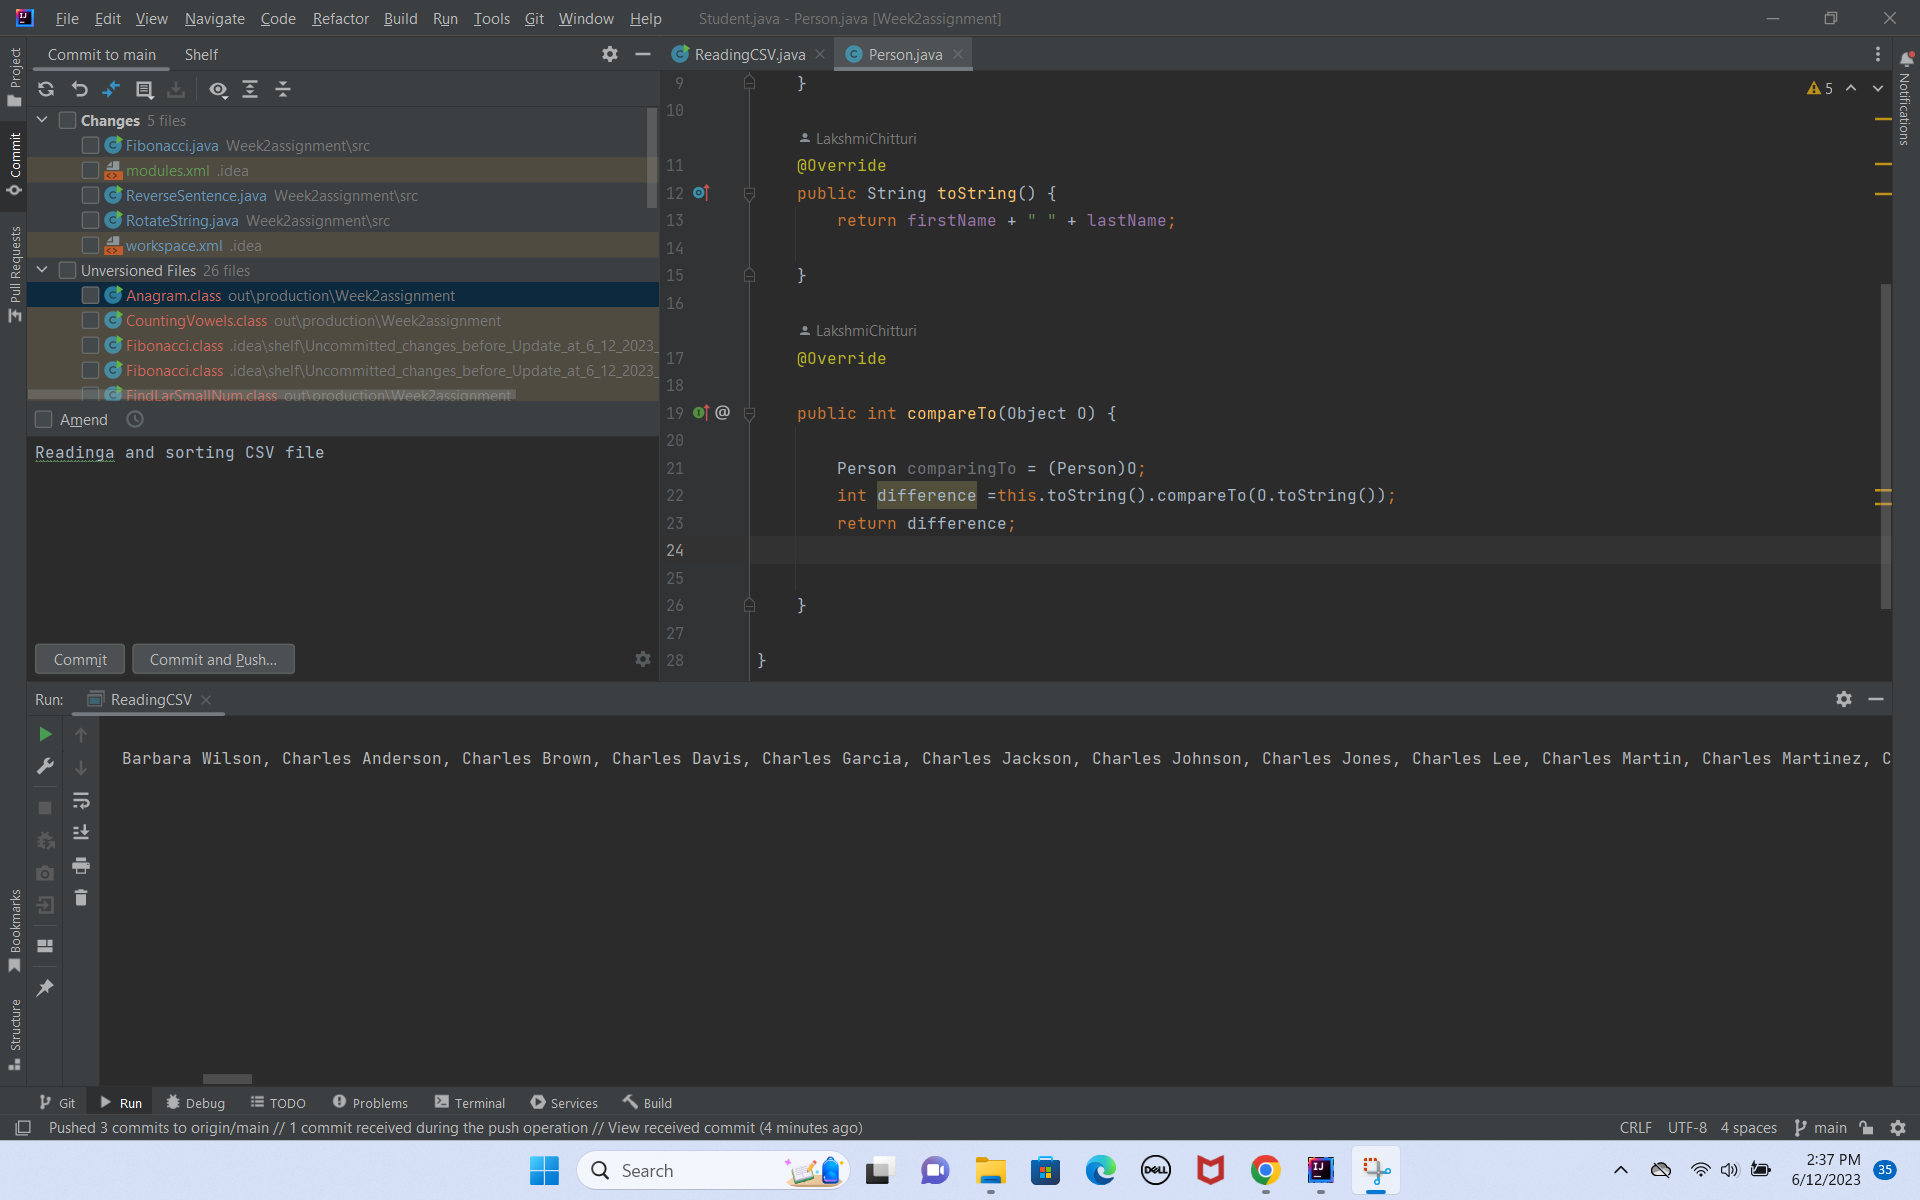 File Edit View Navigate Code Refactor Build Run Tools Git Window Help Student.java - Person.java [Week2assignment]
Commit to main Shelf
ReadingCSV.java Person.java
Project
Commit
Pull Requests
Bookmarks
Structure
Notifications
Changes 5 files
Fibonacci.java Week2assignment\src
modules.xml .idea
ReverseSentence.java Week2assignment\src
RotateString.java Week2assignment\src
workspace.xml .idea
Unversioned Files 26 files
Anagram.class out\production\Week2assignment
CountingVowels.class out\production\Week2assignment
Fibonacci.class .idea\shelf\Uncommitted_changes_before_Update_at_6_12_2023_
Fibonacci.class .idea\shelf\Uncommitted_changes_before_Update_at_6_12_2023_
FindLarSmallNum.class out\production\Week2assignment
Amend
Readinga and sorting CSV file
Commit Commit and Push...
5
9 }
10
LakshmiChitturi
11 @Override
12 public String toString() {
13 return firstName + " " + lastName;
14
15 }
16
LakshmiChitturi
17 @Override
18
19 @ public int compareTo(Object O) {
20
21 Person comparingTo = (Person)O;
22 int difference =this.toString().compareTo(O.toString());
23 return difference;
24
25
26 }
27
28 }
Run: ReadingCSV
Barbara Wilson, Charles Anderson, Charles Brown, Charles Davis, Charles Garcia, Charles Jackson, Charles Johnson, Charles Jones, Charles Lee, Charles Martin, Charles Martinez, C
Git Run Debug TODO Problems Terminal Services Build
Pushed 3 commits to origin/main // 1 commit received during the push operation // View received commit (4 minutes ago) CRLF UTF-8 4 spaces main
Search
DELL
IJ
2:37 PM
6/12/2023
35